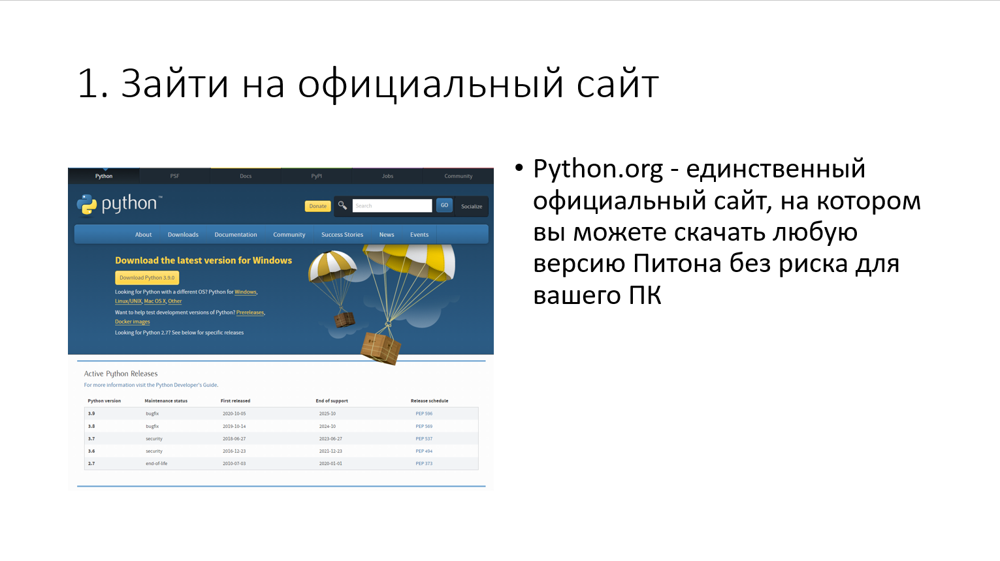 1. Зайти на официальный сайт
Python PSF Docs PyPI Jobs Community
python™
Donate Search GO Socialize
About Downloads Documentation Community Success Stories News Events
Download the latest version for Windows
Download Python 3.9.0
Looking for Python with a different OS? Python for Windows,
Linux/UNIX, Mac OS X, Other
Want to help test development versions of Python? Prereleases,
Docker images
Looking for Python 2.7? See below for specific releases
Active Python Releases
For more information visit the Python Developer's Guide.
Python version Maintenance status First released End of support Release schedule
3.9 bugfix 2020-10-05 2025-10 PEP 596
3.8 bugfix 2019-10-14 2024-10 PEP 569
3.7 security 2018-06-27 2023-06-27 PEP 537
3.6 security 2016-12-23 2021-12-23 PEP 494
2.7 end-of-life 2010-07-03 2020-01-01 PEP 373
• Python.org - единственный
официальный сайт, на котором
вы можете скачать любую
версию Питона без риска для
вашего ПК